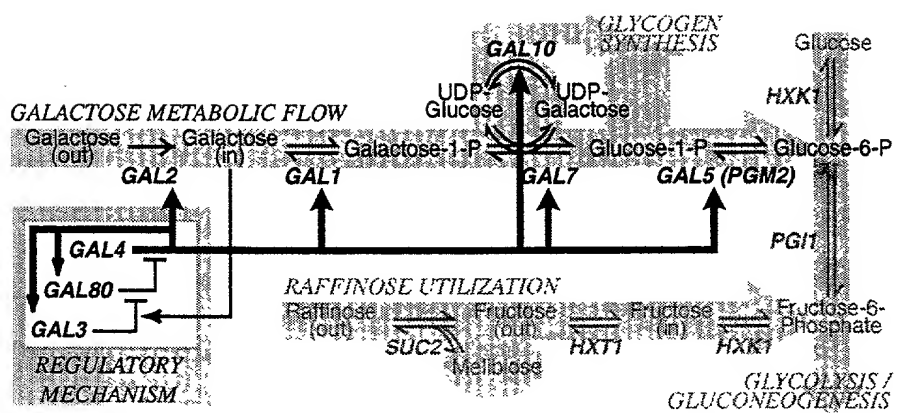 GLYCOGEN
SYNTHESIS
GAL10
Glucose
UDP-
Glucose
UDP-
Galactose
HXK1
GALACTOSE METABOLIC FLOW
Galactose
(out)
Galactose
(in)
Galactose-1-P
Glucose-1-P
Glucose-6-P
GAL2
GAL1
GAL7
GAL5 (PGM2)
GAL4
PGI1
GAL80
GAL3
RAFFINOSE UTILIZATION
Raffinose
(out)
Fructose
(out)
Fructose
(in)
Fructose-6-
Phosphate
SUC2
HXT1
HXK1
Melibiose
REGULATORY
MECHANISM
GLYCOLYSIS /
GLUCONEOGENESIS